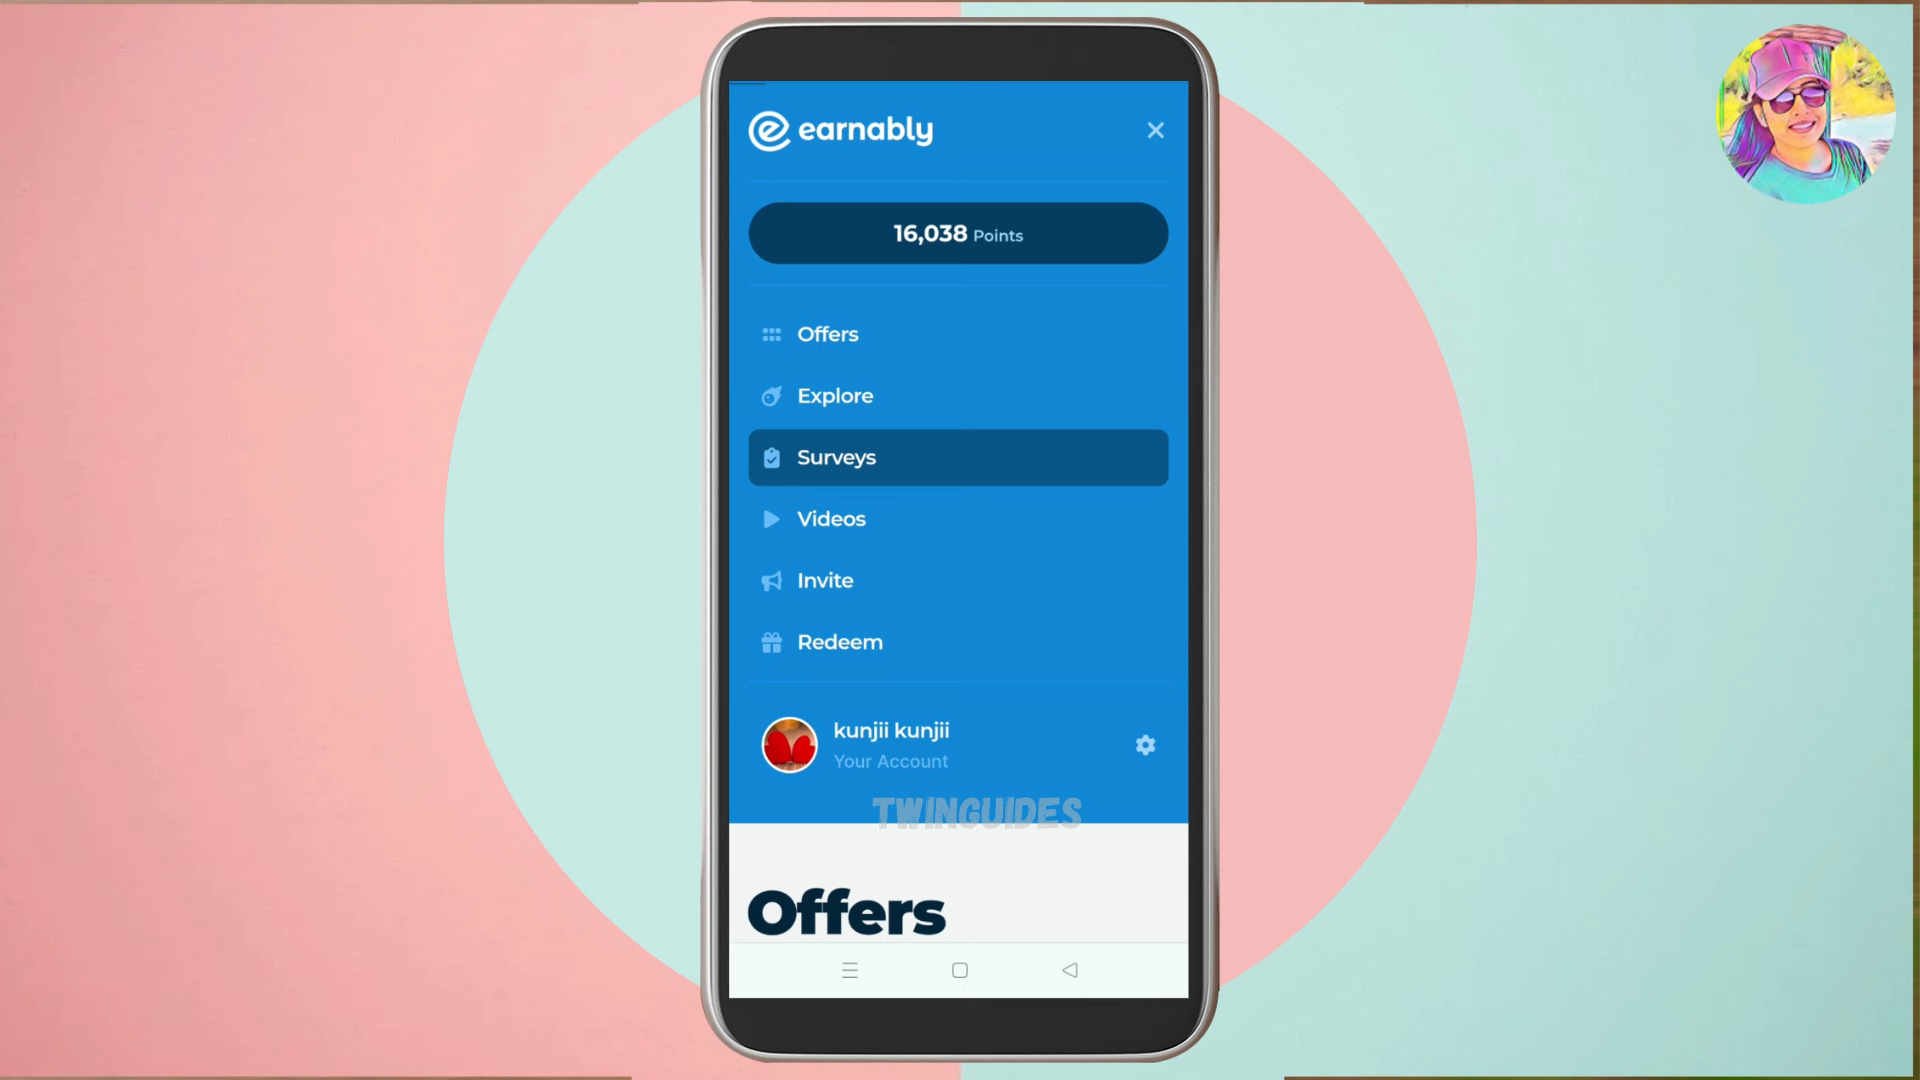 earnably
16,038 Points
Offers
Explore
Surveys
Videos
Invite
Redeem
kunjii kunjii
Your Account
TWINGUIDES
Offers